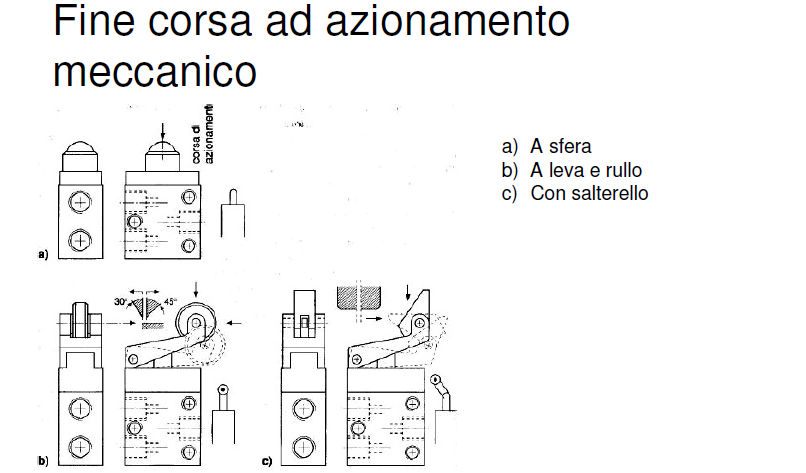 Fine corsa ad azionamento
meccanico
corsa di
azionamento
a) A sfera
b) A leva e rullo
c) Con salterello
a)
30°
45°
b)
c)